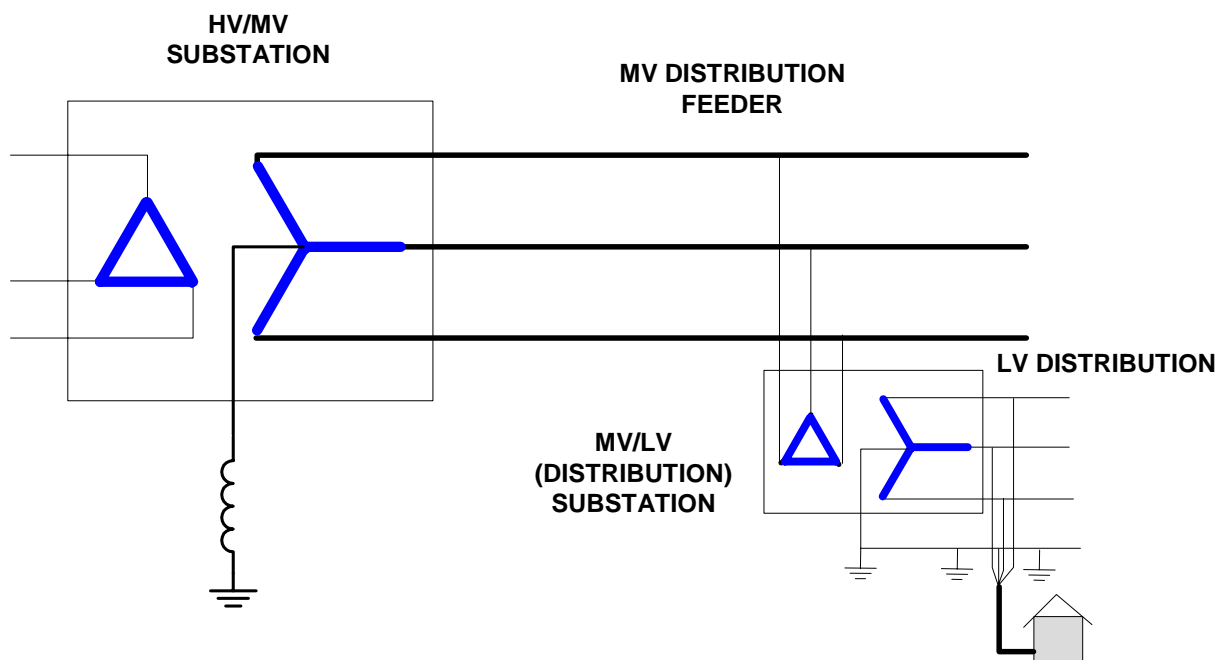 HV/MV
SUBSTATION
MV DISTRIBUTION
FEEDER
LV DISTRIBUTION
MV/LV
(DISTRIBUTION)
SUBSTATION